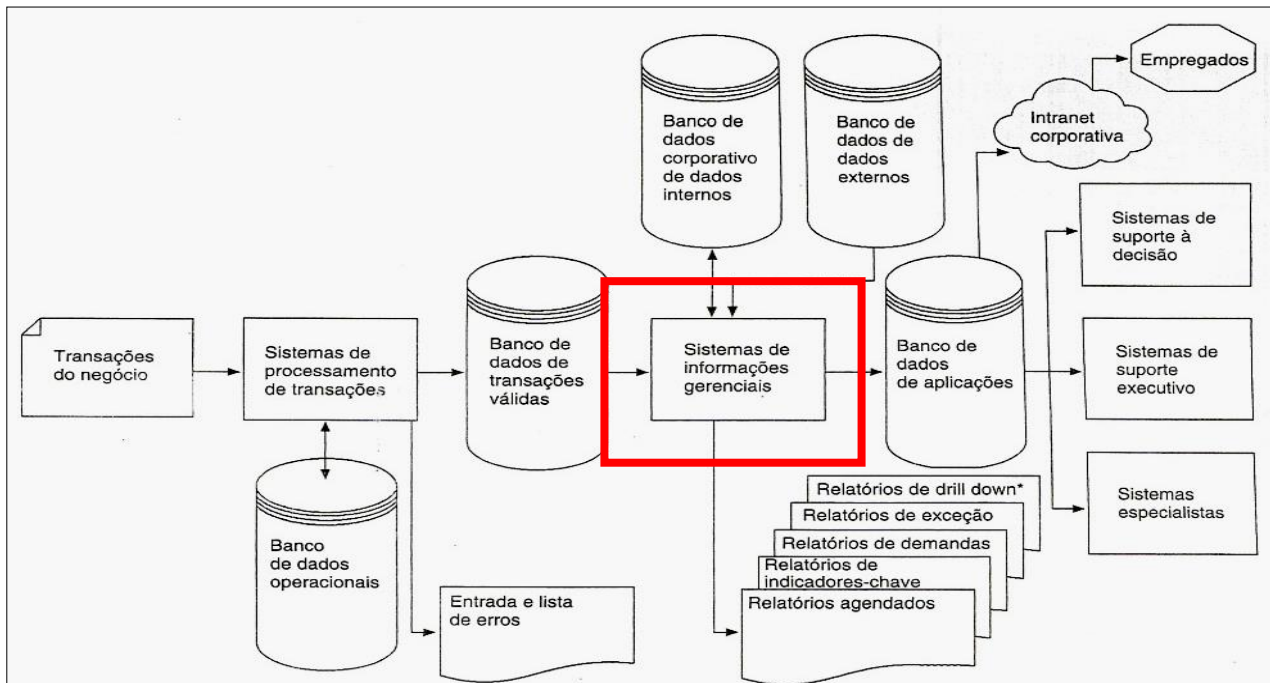 Empregados
Intranet
corporativa
Banco de
dados
corporativo
de dados
internos
Banco de
dados de
dados
externos
Sistemas de
suporte à
decisão
Transações
do negócio
Sistemas de
processamento
de transações
Banco de
dados de
transações
válidas
Sistemas de
informações
gerenciais
Banco de
dados
de aplicações
Sistemas de
suporte
executivo
Banco
de dados
operacionais
Entrada e lista
de erros
Relatórios de drill down*
Relatórios de exceção
Relatórios de demandas
Relatórios de
indicadores-chave
Relatórios agendados
Sistemas
especialistas